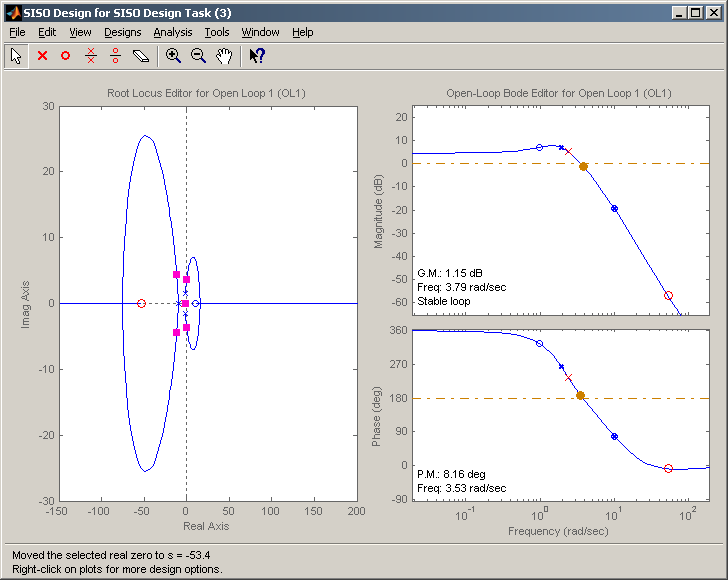 SISO Design for SISO Design Task (3)
File Edit View Designs Analysis Tools Window Help
Root Locus Editor for Open Loop 1 (OL1)
30
20
10
0
-10
-20
-30
Imag Axis
-150 -100 -50 0 50 100 150 200
Real Axis
Open-Loop Bode Editor for Open Loop 1 (OL1)
20
10
0
-10
-20
-30
-40
-50
-60
Magnitude (dB)
G.M.: 1.15 dB
Freq: 3.79 rad/sec
Stable loop
360
270
180
90
0
-90
Phase (deg)
P.M.: 8.16 deg
Freq: 3.53 rad/sec
10^-1 10^0 10^1 10^2
Frequency (rad/sec)
Moved the selected real zero to s = -53.4
Right-click on plots for more design options.